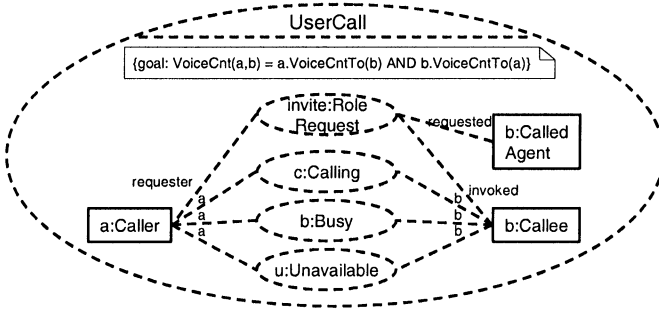 UserCall
{goal: VoiceCnt(a,b) = a.VoiceCntTo(b) AND b.VoiceCntTo(a)}
invite:Role
Request
requested
b:Called
Agent
requester
c:Calling
invoked
a
b
a:Caller
a
b:Busy
b
b:Callee
a
b
u:Unavailable